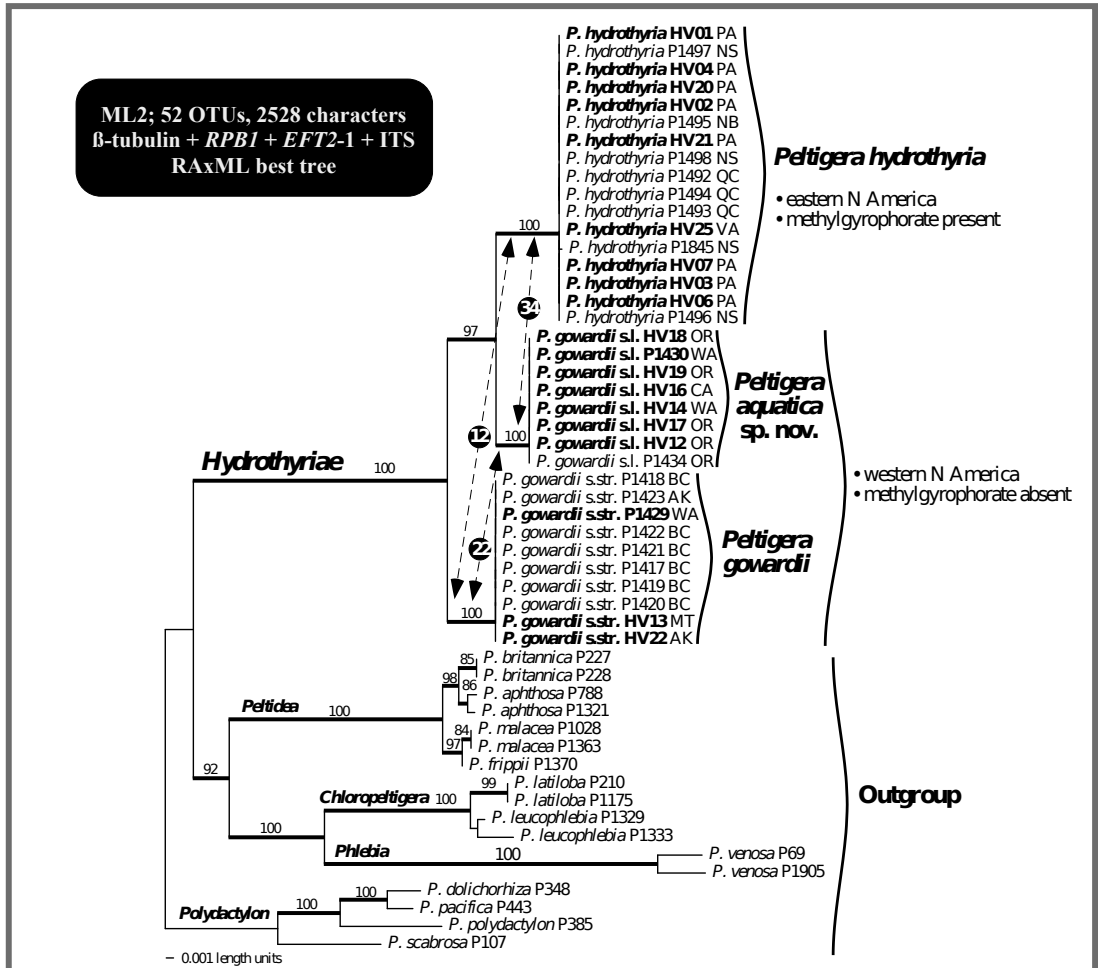 ML2; 52 OTUs, 2528 characters
ß-tubulin + RPB1 + EFT2-1 + ITS
RAxML best tree
P. hydrothyria HV01 PA
P. hydrothyria P1497 NS
P. hydrothyria HV04 PA
P. hydrothyria HV20 PA
P. hydrothyria HV02 PA
P. hydrothyria P1495 NB
P. hydrothyria HV21 PA
P. hydrothyria P1498 NS
P. hydrothyria P1492 QC
P. hydrothyria P1494 QC
P. hydrothyria P1493 QC
P. hydrothyria HV25 VA
P. hydrothyria P1845 NS
P. hydrothyria HV07 PA
P. hydrothyria HV03 PA
P. hydrothyria HV06 PA
P. hydrothyria P1496 NS
Peltigera hydrothyria
• eastern N America
• methylgyrophorate present
100
34
97
P. gowardii s.l. HV18 OR
P. gowardii s.l. P1430 WA
P. gowardii s.l. HV19 OR
P. gowardii s.l. HV16 CA
P. gowardii s.l. HV14 WA
P. gowardii s.l. HV17 OR
P. gowardii s.l. HV12 OR
P. gowardii s.l. P1434 OR
Peltigera
aquatica
sp. nov.
12
100
Hydrothyriae
100
• western N America
• methylgyrophorate absent
P. gowardii s.str. P1418 BC
P. gowardii s.str. P1423 AK
P. gowardii s.str. P1429 WA
P. gowardii s.str. P1422 BC
P. gowardii s.str. P1421 BC
P. gowardii s.str. P1417 BC
P. gowardii s.str. P1419 BC
P. gowardii s.str. P1420 BC
P. gowardii s.str. HV13 MT
P. gowardii s.str. HV22 AK
Peltigera
gowardii
22
100
P. britannica P227
P. britannica P228
P. aphthosa P788
P. aphthosa P1321
P. malacea P1028
P. malacea P1363
P. frippii P1370
85
98
86
84
97
Peltidea
100
92
P. latiloba P210
P. latiloba P1175
P. leucophlebia P1329
P. leucophlebia P1333
99
Chloropeltigera 100
Outgroup
100
Phlebia
100
P. venosa P69
P. venosa P1905
P. dolichorhiza P348
P. pacifica P443
P. polydactylon P385
P. scabrosa P107
100
100
Polydactylon
– 0.001 length units